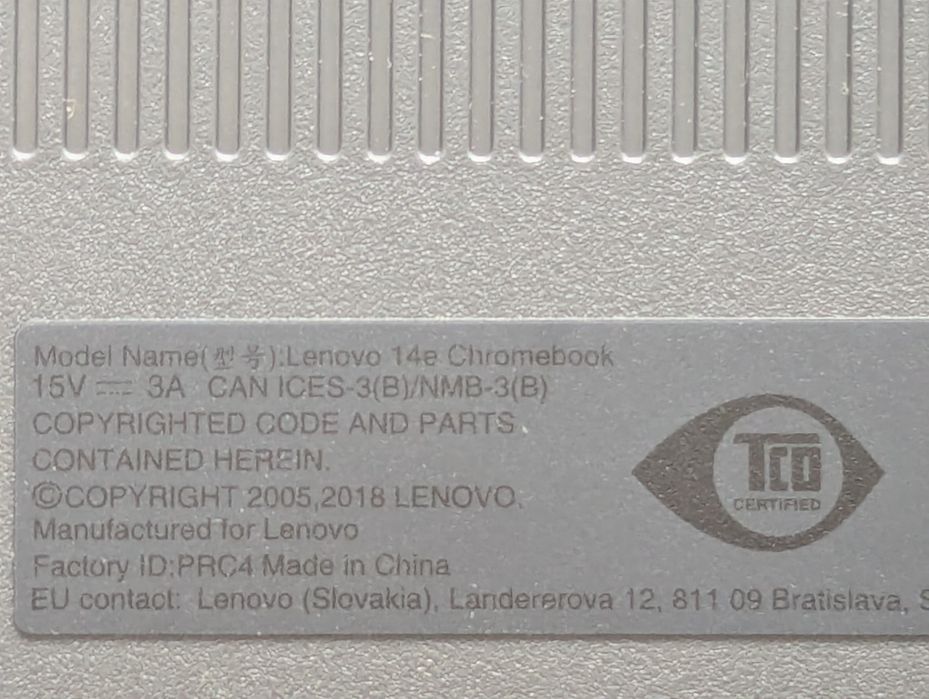 Model Name(型号):Lenovo 14e Chromebook
15V ⎓ 3A CAN ICES-3(B)/NMB-3(B)
COPYRIGHTED CODE AND PARTS
CONTAINED HEREIN.
©COPYRIGHT 2005,2018 LENOVO.
Manufactured for Lenovo
Factory ID:PRC4 Made in China
EU contact: Lenovo (Slovakia), Landererova 12, 811 09 Bratislava, S
TCO
CERTIFIED